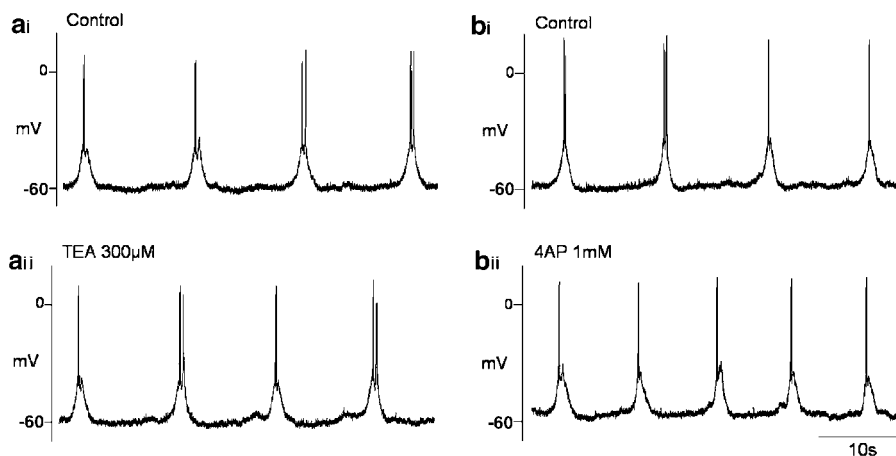 ai Control
0
mV
-60
bi Control
0
mV
-60
aii TEA 300µM
0
mV
-60
bii 4AP 1mM
0
mV
-60
10s